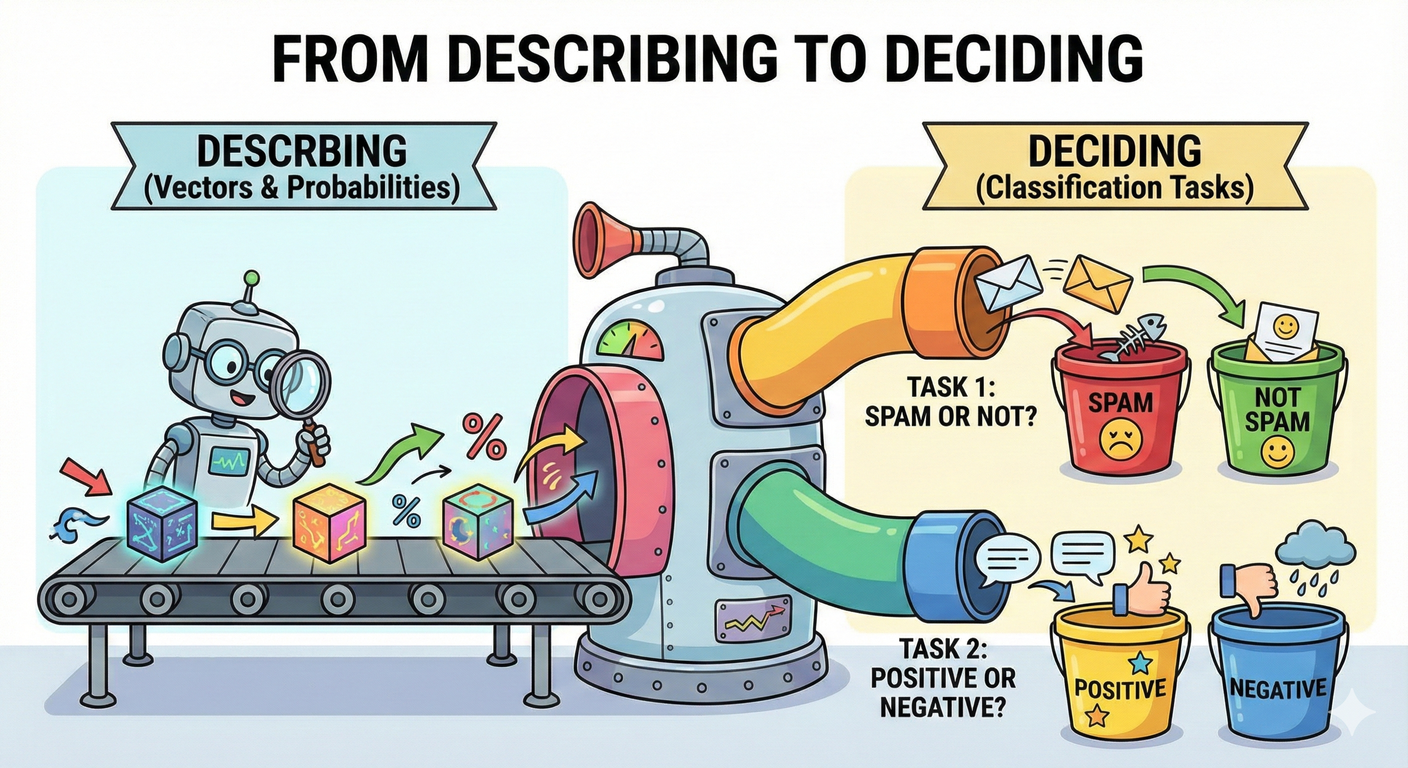 FROM DESCRIBING TO DECIDING
DESCRBING
(Vectors & Probabilities)
DECIDING
(Classification Tasks)
%
%
TASK 1:
SPAM OR NOT?
SPAM
NOT
SPAM
TASK 2:
POSITIVE OR
NEGATIVE?
POSITIVE
NEGATIVE